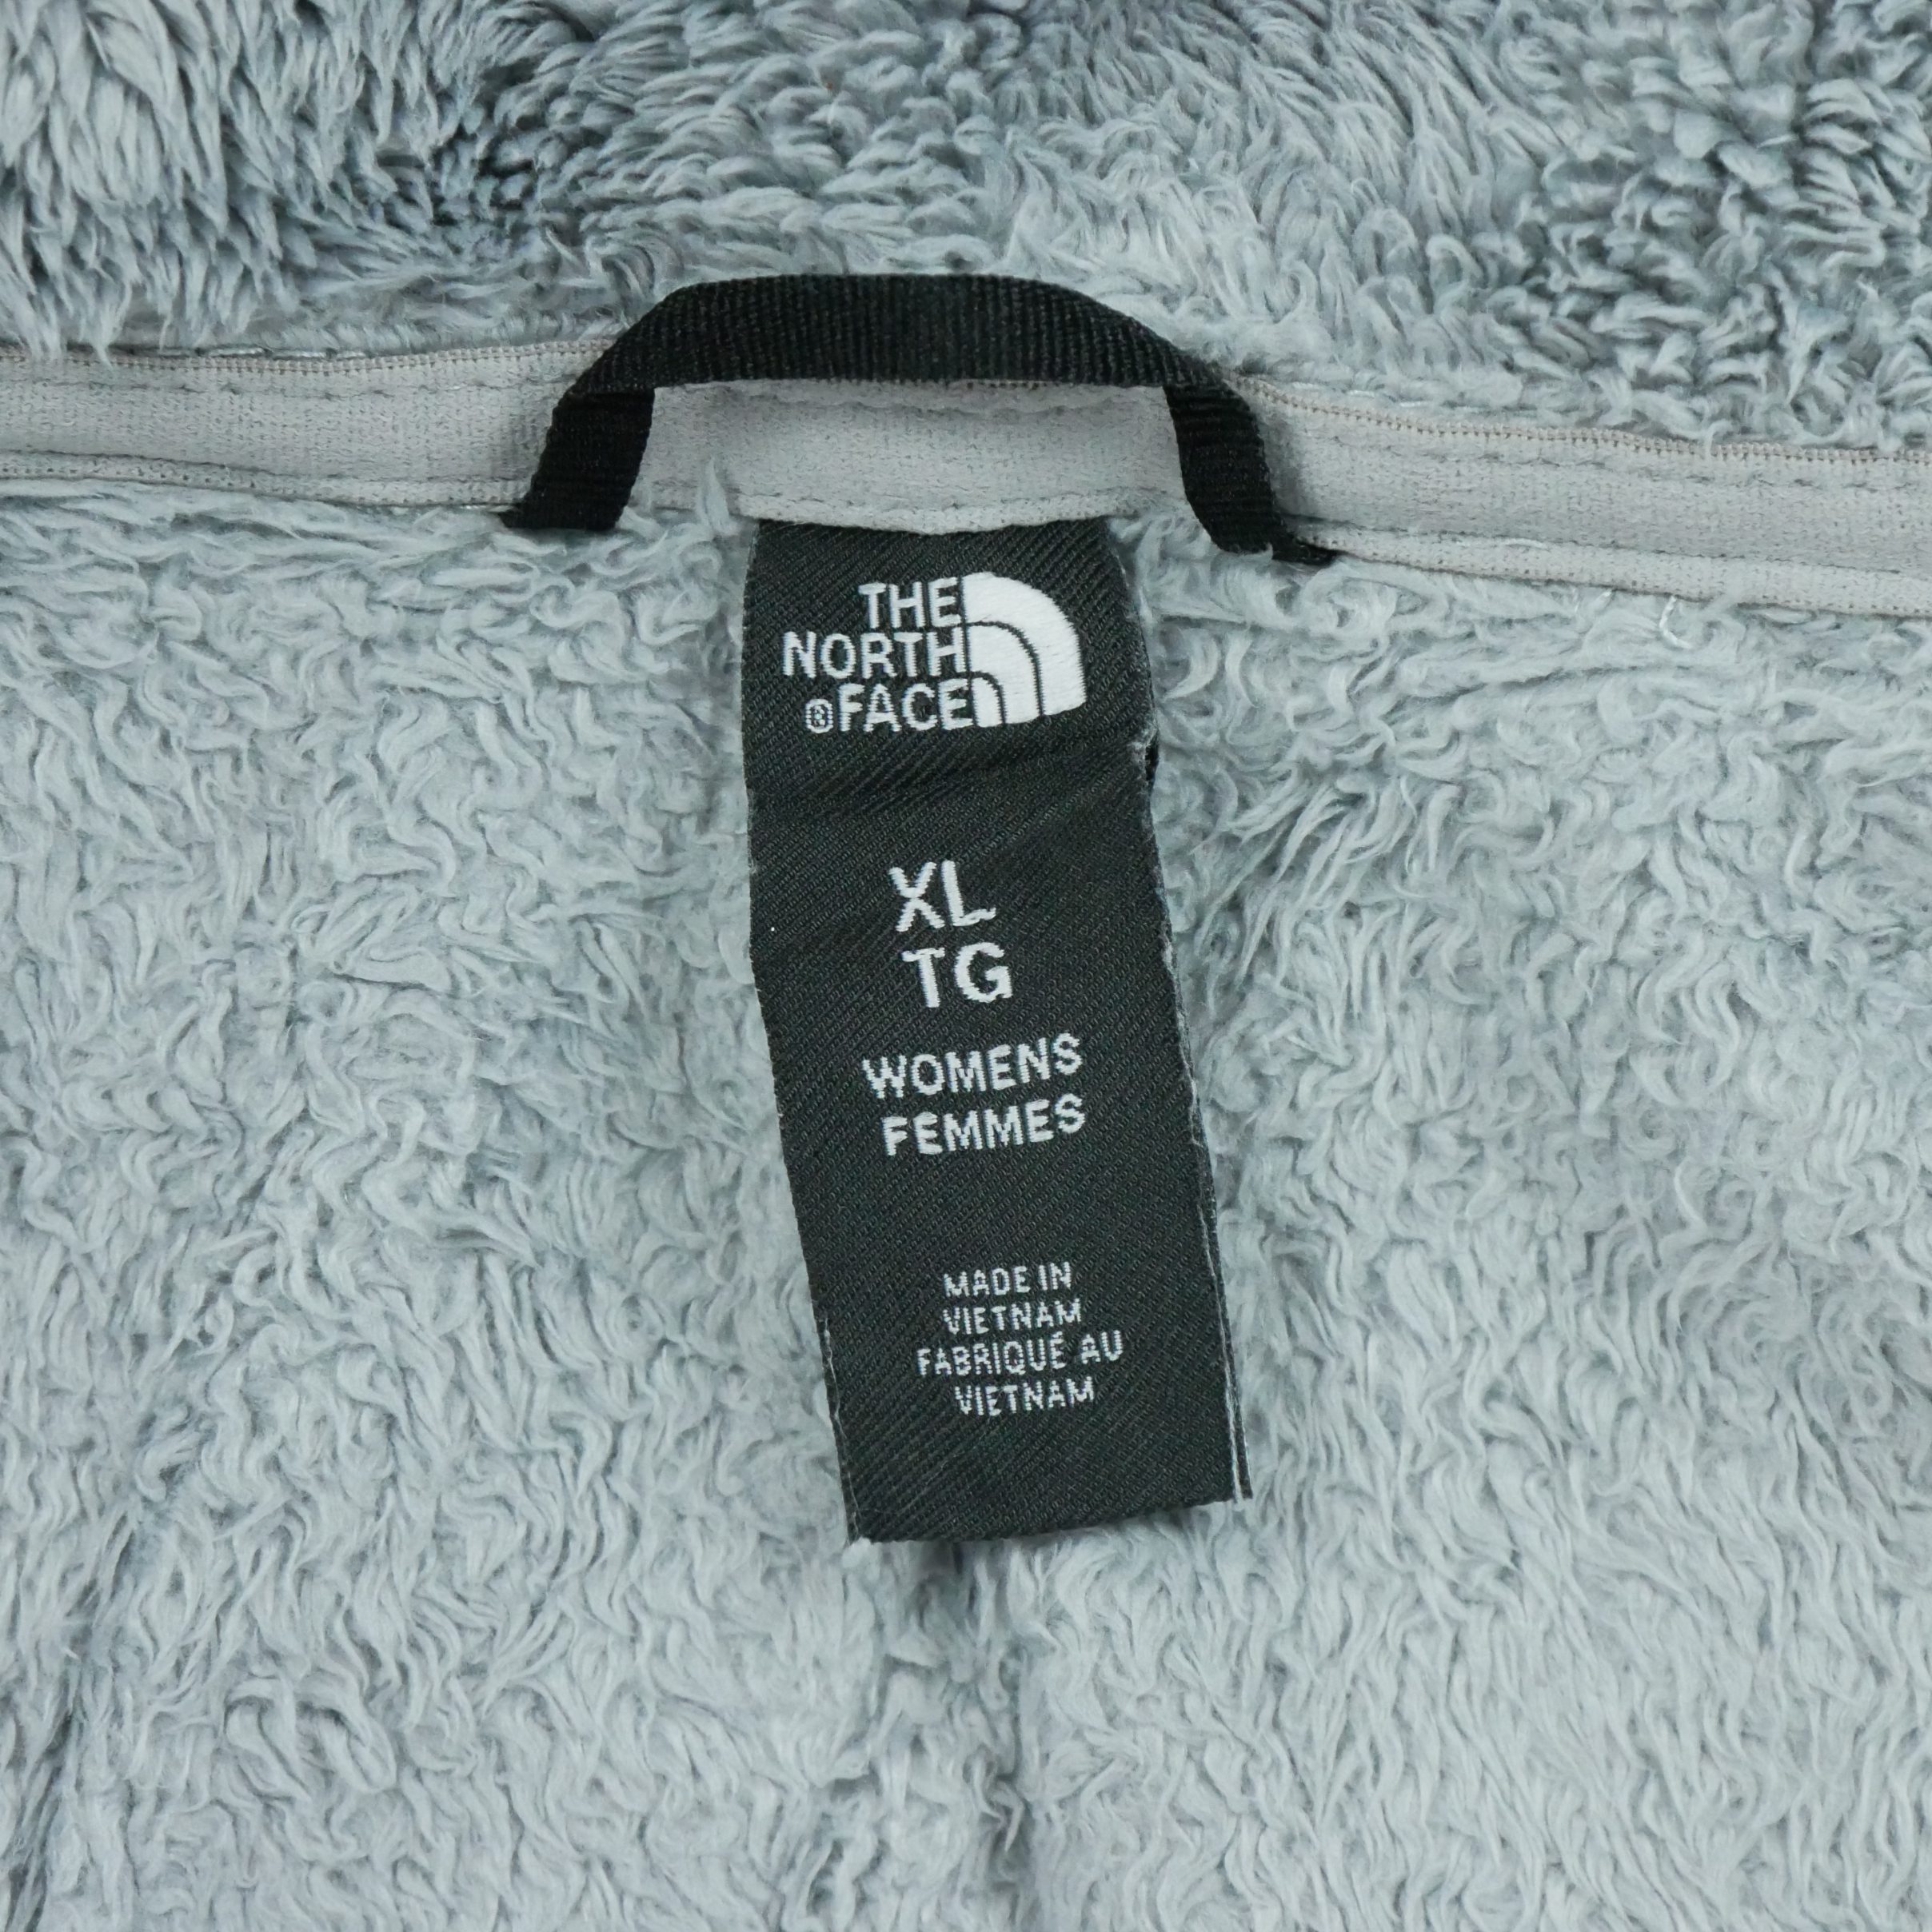 THE
NORTH
®FACE
XL
TG
WOMENS
FEMMES
MADE IN
VIETNAM
FABRIQUÉ AU
VIETNAM